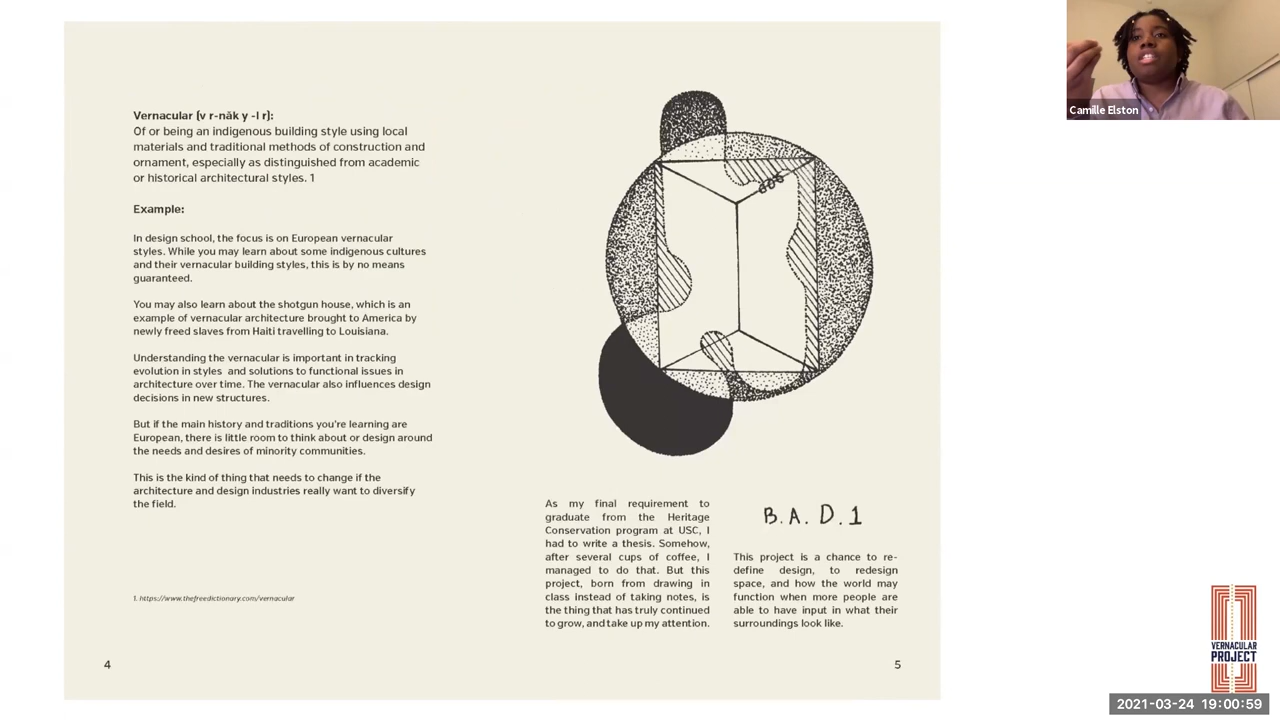 Vernacular (v r-năk y -l r):
Of or being an indigenous building style using local
materials and traditional methods of construction and
ornament, especially as distinguished from academic
or historical architectural styles. 1
Example:
In design school, the focus is on European vernacular
styles. While you may learn about some indigenous cultures
and their vernacular building styles, this is by no means
guaranteed.
You may also learn about the shotgun house, which is an
example of vernacular architecture brought to America by
newly freed slaves from Haiti travelling to Louisiana.
Understanding the vernacular is important in tracking
evolution in styles and solutions to functional issues in
architecture over time. The vernacular also influences design
decisions in new structures.
But if the main history and traditions you're learning are
European, there is little room to think about or design around
the needs and desires of minority communities.
This is the kind of thing that needs to change if the
architecture and design industries really want to diversify
the field.
1. https://www.thefreedictionary.com/vernacular
4
As my final requirement to
graduate from the Heritage
Conservation program at USC, I
had to write a thesis. Somehow,
after several cups of coffee, I
managed to do that. But this
project, born from drawing in
class instead of taking notes, is
the thing that has truly continued
to grow, and take up my attention.
B.A.D.1
This project is a chance to re-
define design, to redesign
space, and how the world may
function when more people are
able to have input in what their
surroundings look like.
5
Camille Elston
VERNACULAR
PROJECT
2021-03-24 19:00:59